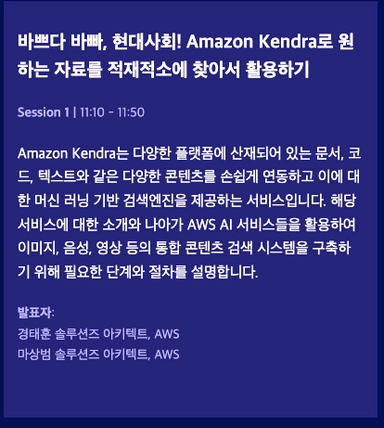 바쁘다 바빠, 현대사회! Amazon Kendra로 원
하는 자료를 적재적소에 찾아서 활용하기
Session 1 | 11:10 - 11:50
Amazon Kendra는 다양한 플랫폼에 산재되어 있는 문서, 코
드, 텍스트와 같은 다양한 콘텐츠를 손쉽게 연동하고 이에 대
한 머신 러닝 기반 검색엔진을 제공하는 서비스입니다. 해당
서비스에 대한 소개와 나아가 AWS AI 서비스들을 활용하여
이미지, 음성, 영상 등의 통합 콘텐츠 검색 시스템을 구축하
기 위해 필요한 단계와 절차를 설명합니다.
발표자:
경태훈 솔루션즈 아키텍트, AWS
마상범 솔루션즈 아키텍트, AWS